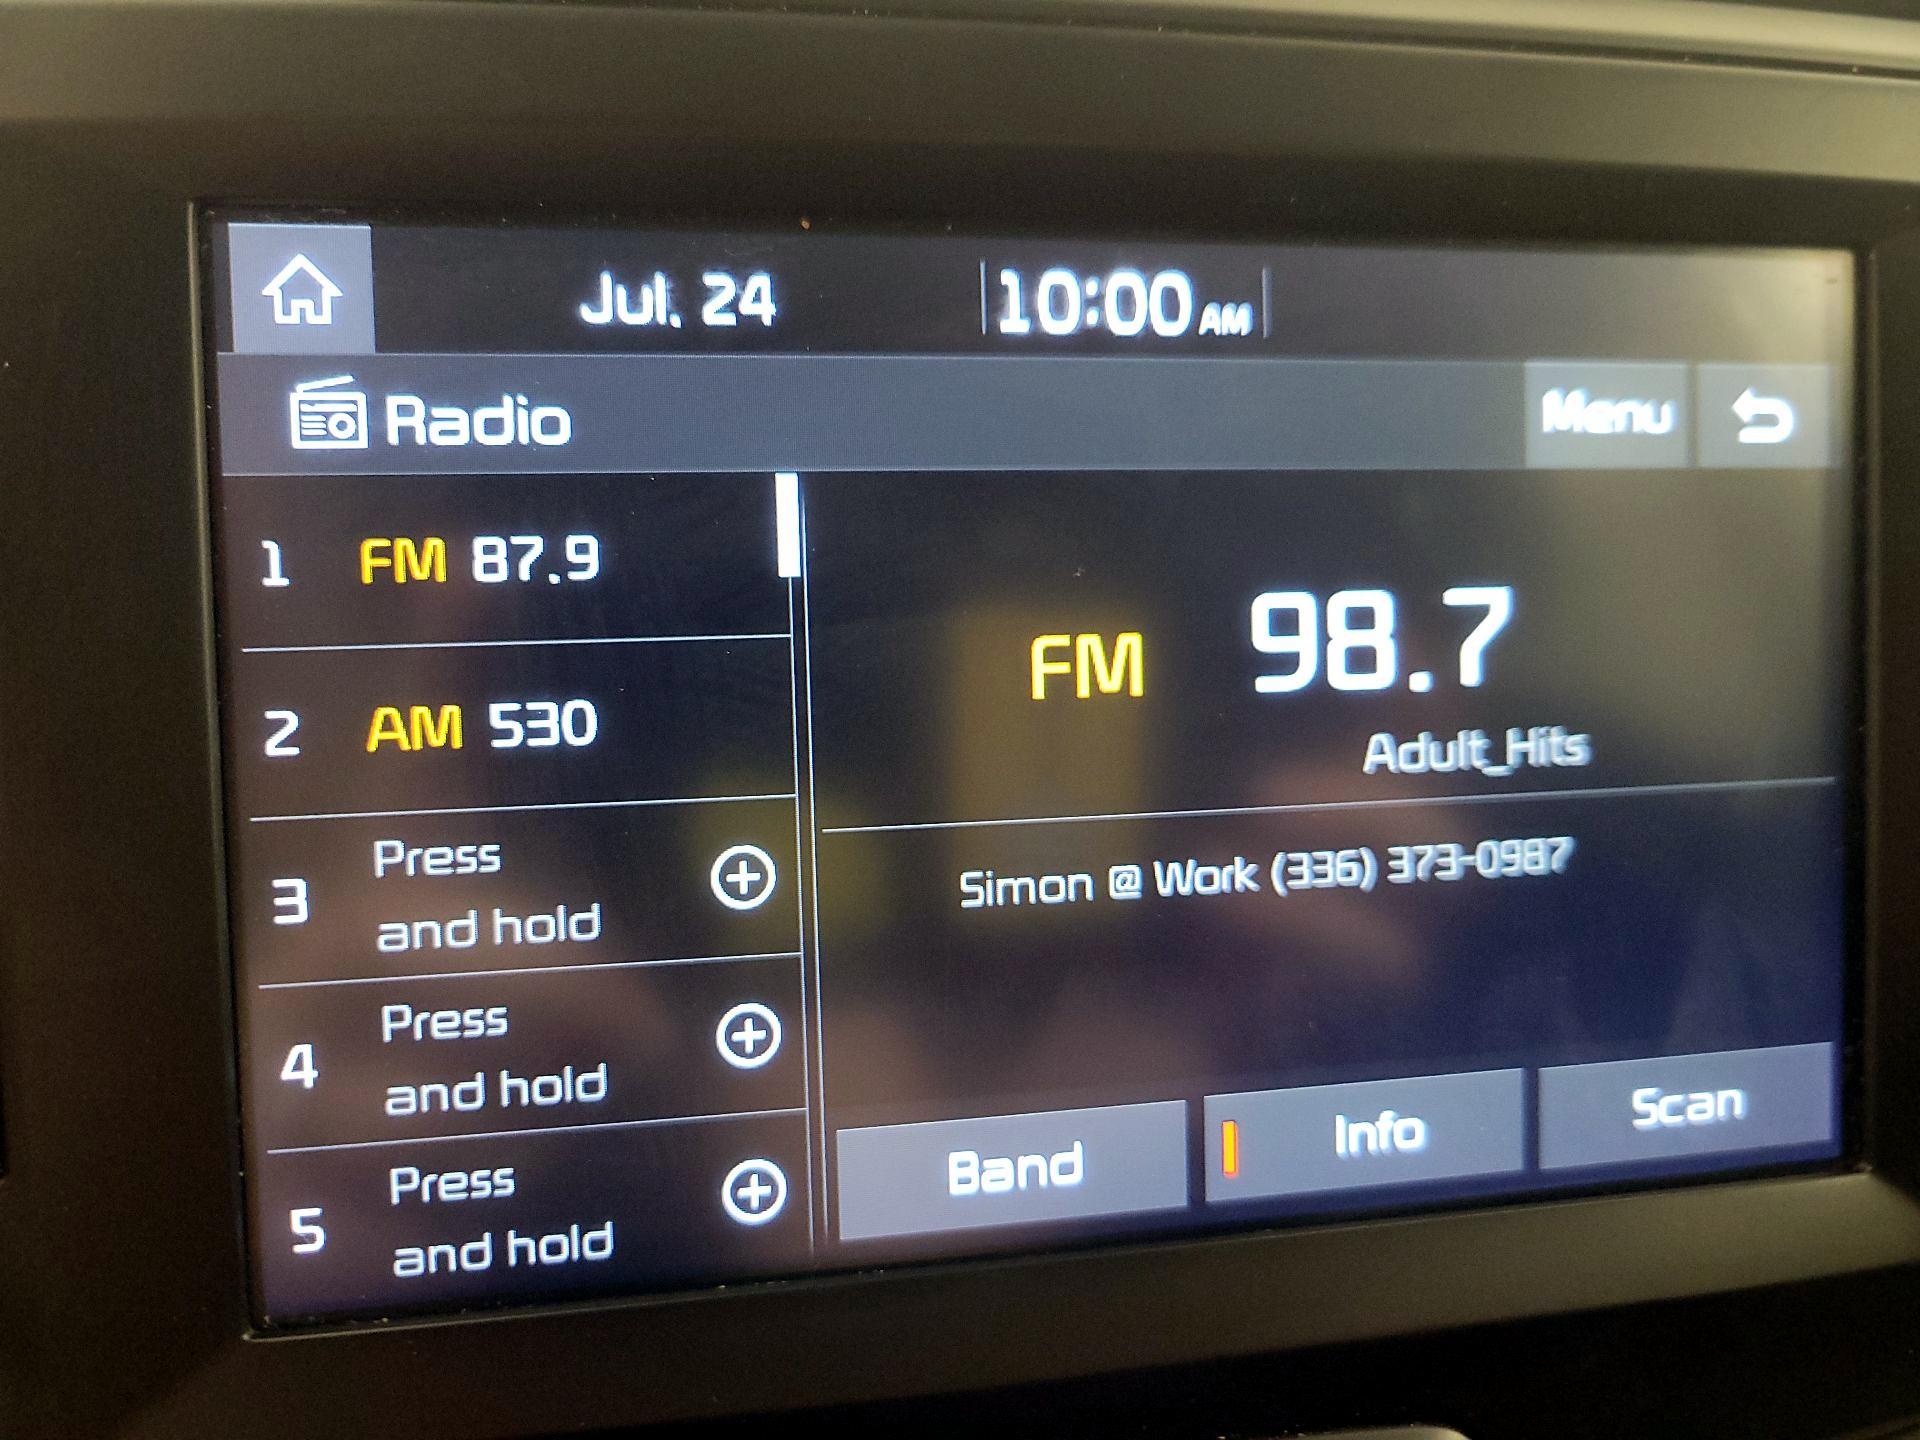 Jul. 24 10:00 AM
Radio Menu
1 FM 87.9
2 AM 530
3 Press
and hold
4 Press
and hold
5 Press
and hold
FM 98.7
Adult_Hits
Simon @ Work (336) 373-0987
Band Info Scan